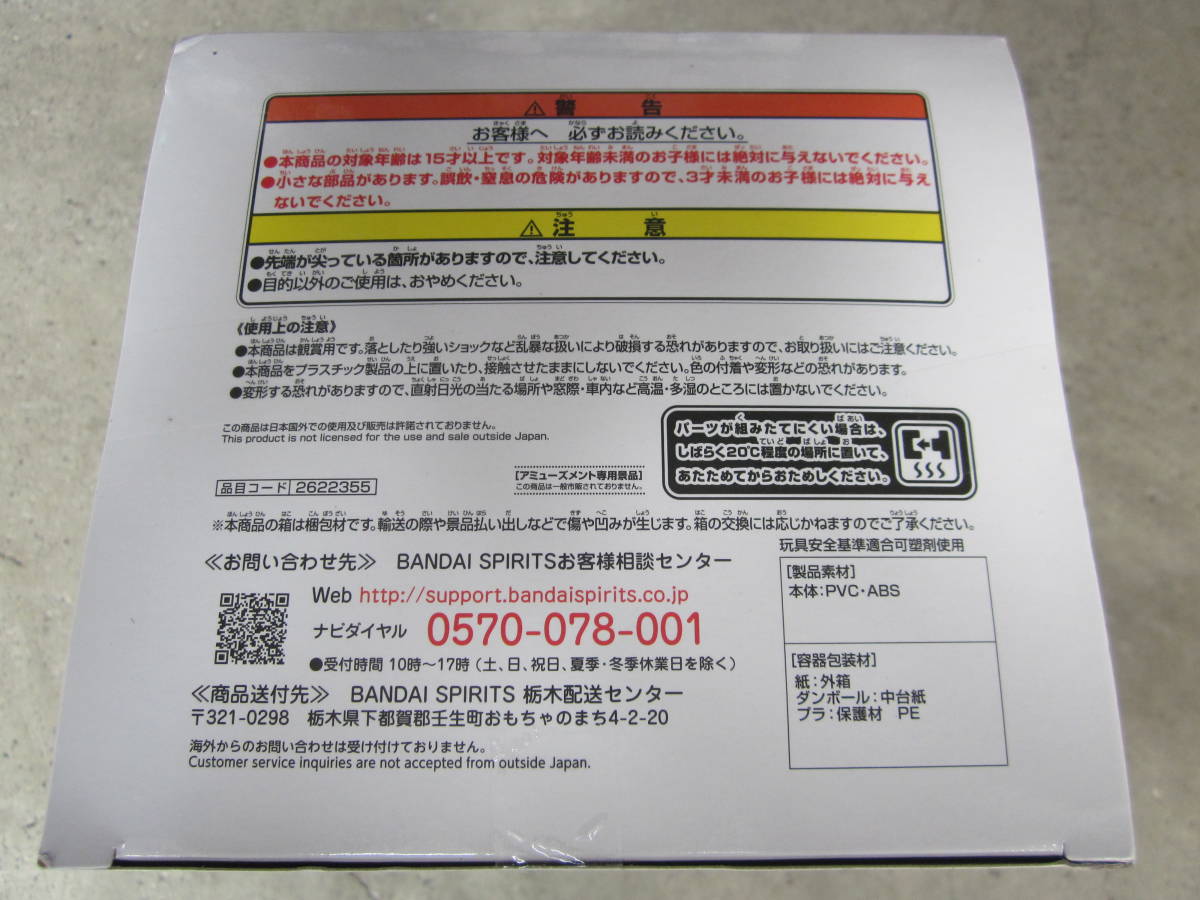 ⚠警告
お客様へ 必ずお読みください。
●本商品の対象年齢は15才以上です。対象年齢未満のお子様には絶対に与えないでください。
●小さな部品があります。誤飲・窒息の危険がありますので、3才未満のお子様には絶対に与え
ないでください。
⚠注意
●先端が尖っている箇所がありますので、注意してください。
●目的以外のご使用は、おやめください。
《使用上の注意》
●本商品は観賞用です。落としたり強いショックなど乱暴な扱いにより破損する恐れがありますので、お取り扱いにはご注意ください。
●本商品をプラスチック製品の上に置いたり、接触させたままにしないでください。色の付着や変形などの恐れがあります。
●変形する恐れがありますので、直射日光の当たる場所や窓際・車内など高温・多湿のところには置かないでください。
この商品は日本国外での使用及び販売は許諾されておりません。
This product is not licensed for the use and sale outside Japan.
パーツが組みたてにくい場合は、
しばらく20℃程度の場所に置いて、
あたためてからおためしください。
[アミューズメント専用景品]
この商品は一般市販されておりません。
品目コード 2622355
※本商品の箱は梱包材です。輸送の際や景品払い出しなどで傷や凹みが生じます。箱の交換には応じかねますのでご了承ください。
≪お問い合わせ先≫ BANDAI SPIRITSお客様相談センター
Web http://support.bandaispirits.co.jp
ナビダイヤル 0570-078-001
●受付時間 10時～17時(土、日、祝日、夏季・冬季休業日を除く)
≪商品送付先≫ BANDAI SPIRITS 栃木配送センター
〒321-0298 栃木県下都賀郡壬生町おもちゃのまち4-2-20
海外からのお問い合わせは受け付けておりません。
Customer service inquiries are not accepted from outside Japan.
玩具安全基準適合可塑剤使用
[製品素材]
本体:PVC・ABS
[容器包装材]
紙:外箱
ダンボール:中台紙
プラ:保護材 PE